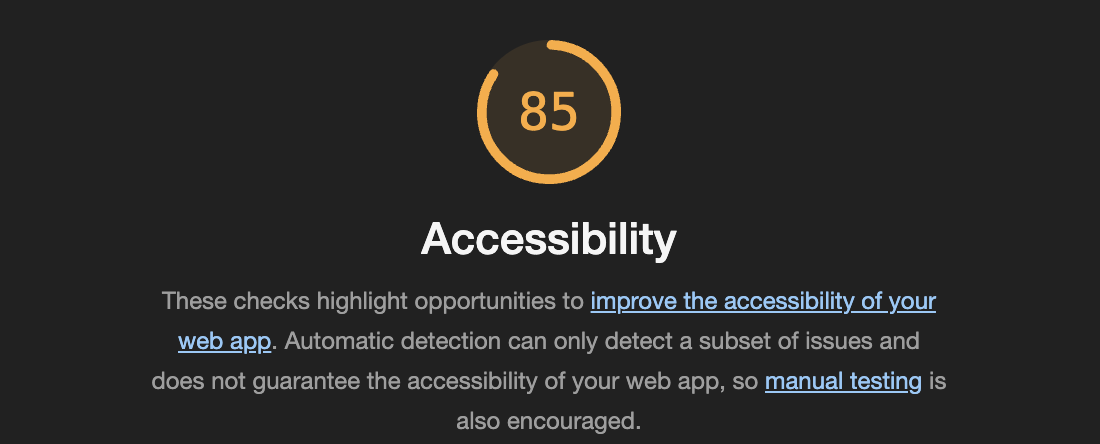 85
Accessibility
These checks highlight opportunities to improve the accessibility of your
web app. Automatic detection can only detect a subset of issues and
does not guarantee the accessibility of your web app, so manual testing is
also encouraged.